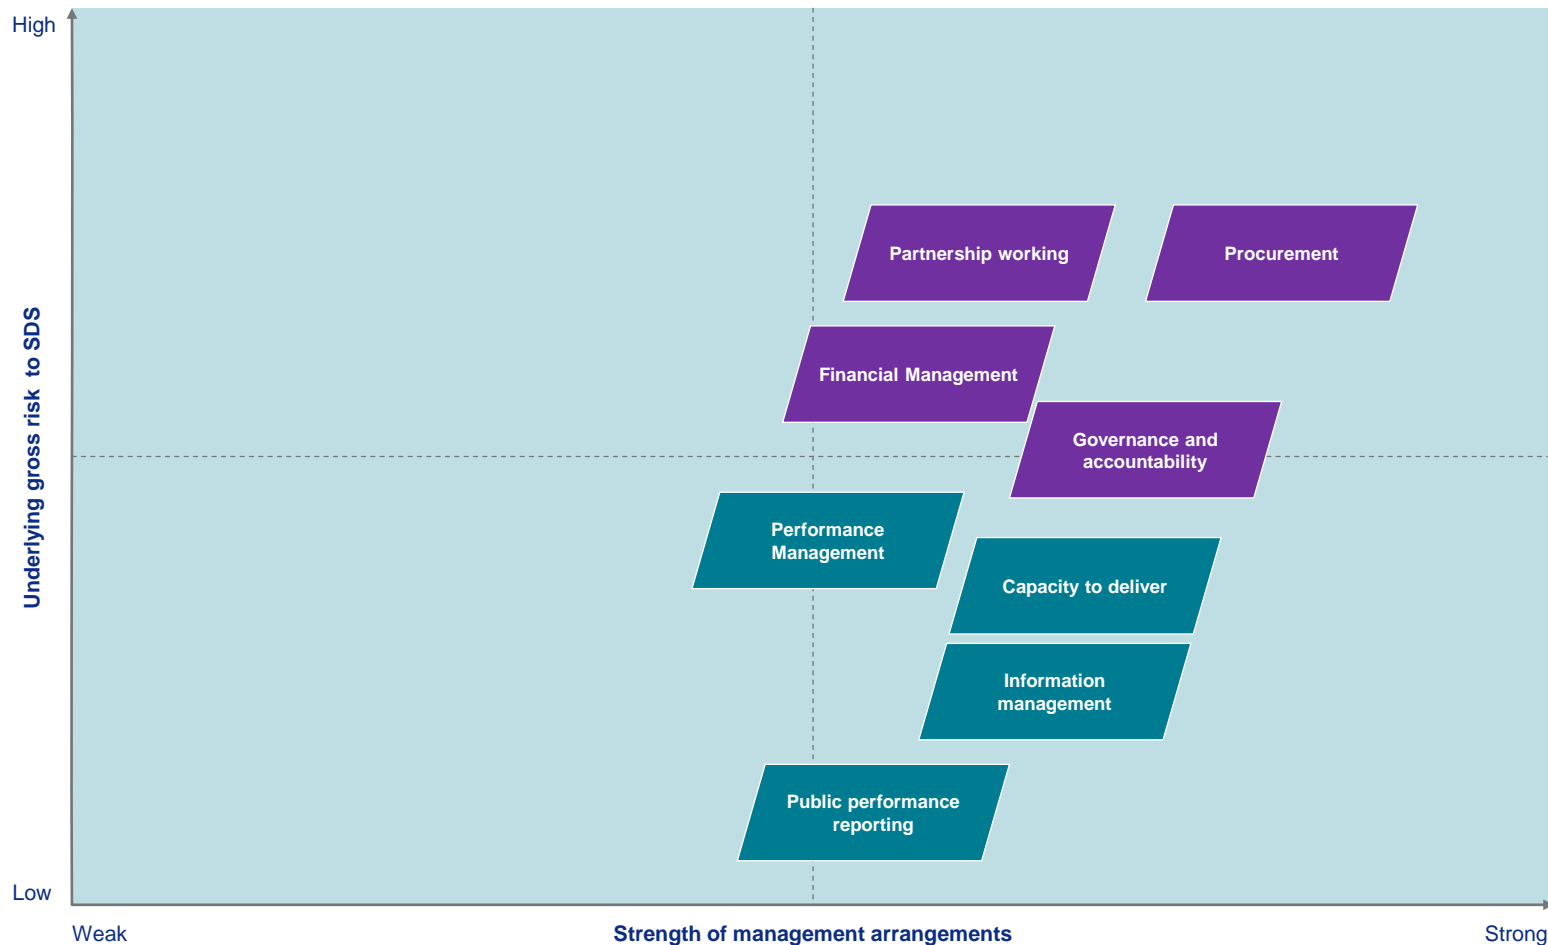 High
Partnership working
Procurement
Financial Management
Governance and
accountability
Underlying gross risk to SDS
Performance
Management
Capacity to deliver
Information
management
Public performance
reporting
Low
Weak
Strength of management arrangements
Strong